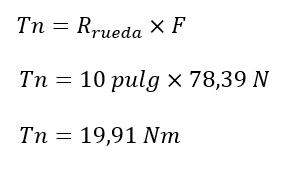 Tn = R_rueda × F
Tn = 10 pulg × 78,39 N
Tn = 19,91 Nm